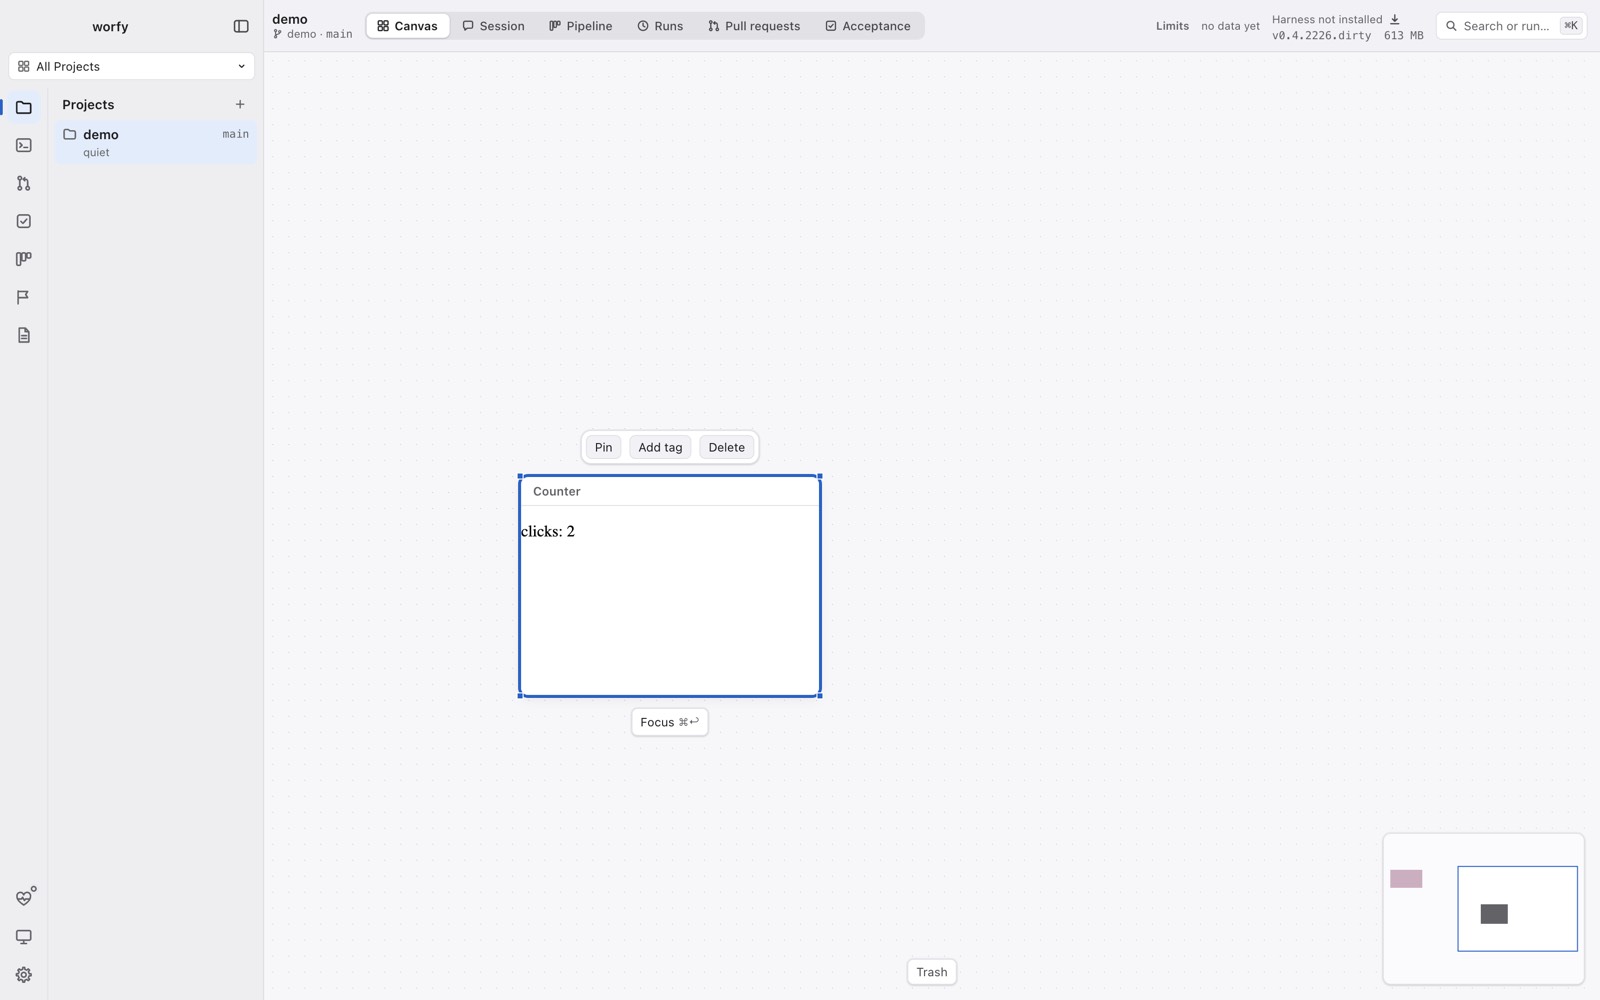 worfy
All Projects
Projects
demo
main
quiet
demo
demo · main
Canvas
Session
Pipeline
Runs
Pull requests
Acceptance
Limits
no data yet
Harness not installed
v0.4.2226.dirty 613 MB
Search or run...
⌘K
Pin
Add tag
Delete
Counter
clicks: 2
Focus ⌘↩
Trash